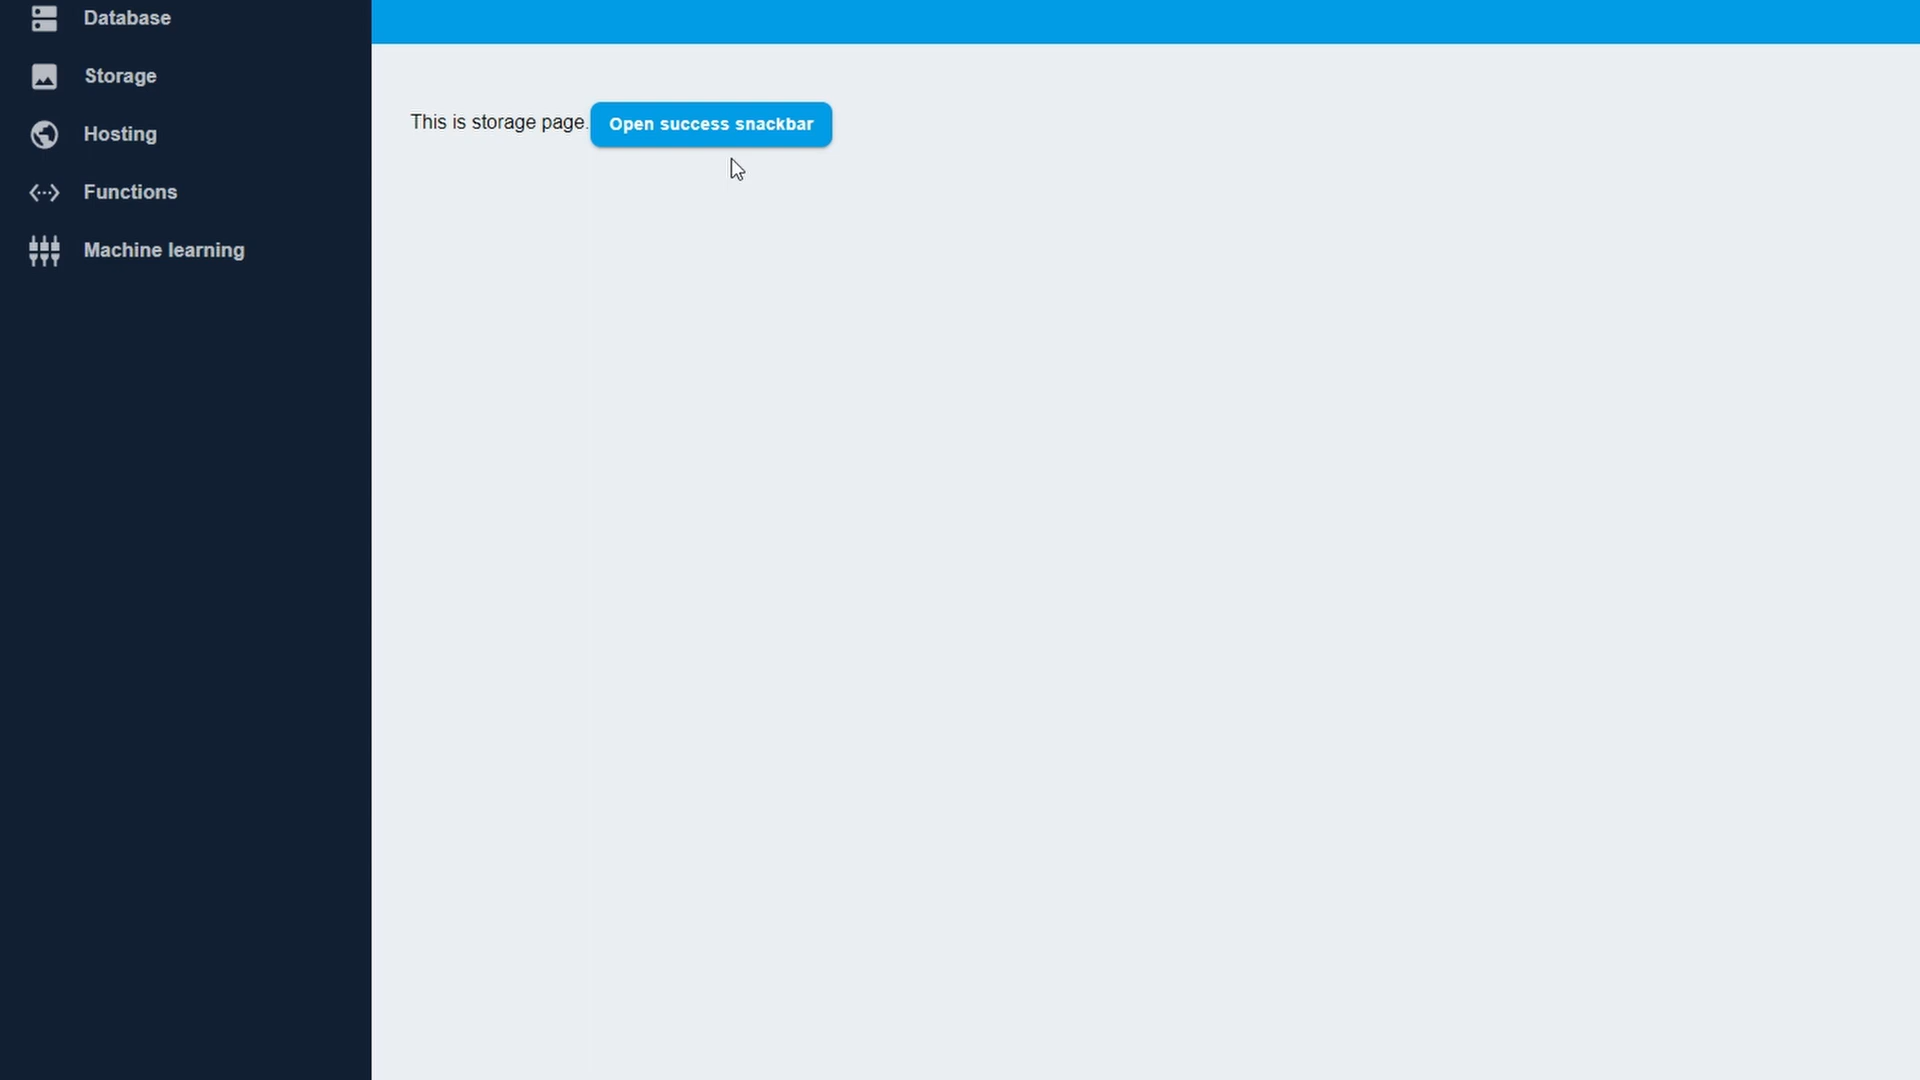 Database
Storage
Hosting
Functions
Machine learning
This is storage page.
Open success snackbar